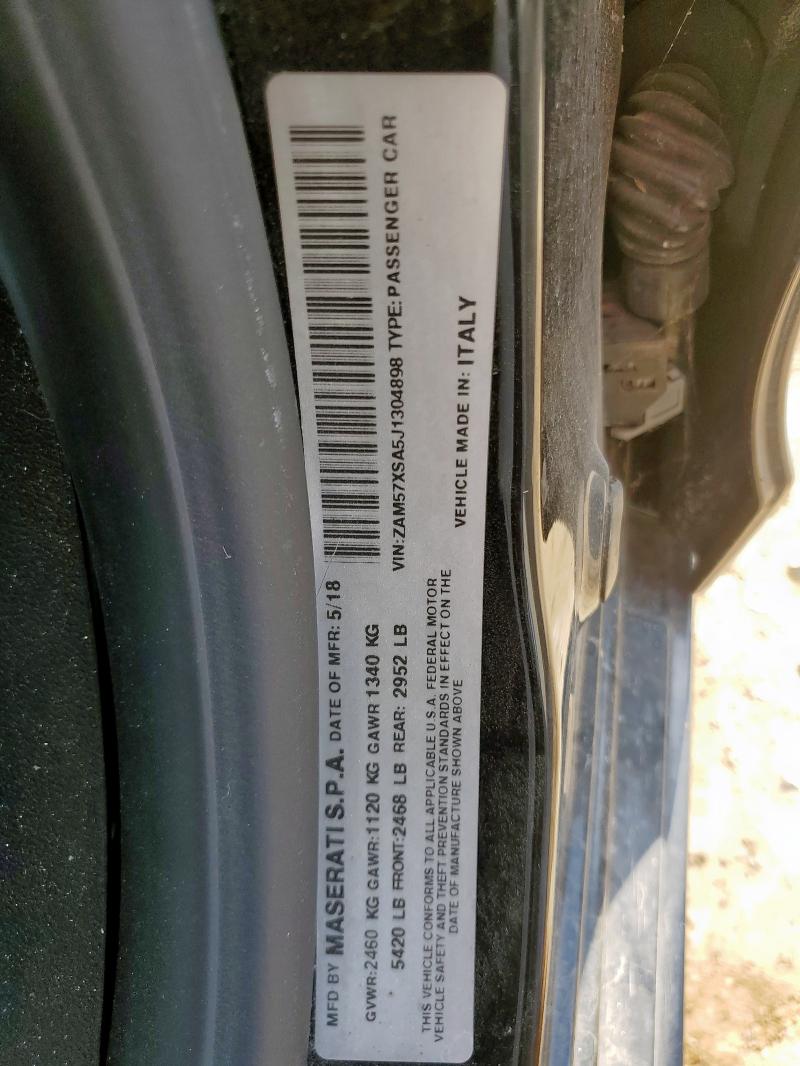 MFD BY MASERATI S.P.A. DATE OF MFR: 5/18
GVWR:2460 KG GAWR:1120 KG GAWR 1340 KG
5420 LB FRONT:2468 LB REAR: 2952 LB
THIS VEHICLE CONFORMS TO ALL APPLICABLE U.S.A. FEDERAL MOTOR
VEHICLE SAFETY AND THEFT PREVENTION STANDARDS IN EFFECT ON THE
DATE OF MANUFACTURE SHOWN ABOVE
VIN:ZAM57XSA5J1304898 TYPE: PASSENGER CAR
VEHICLE MADE IN: ITALY